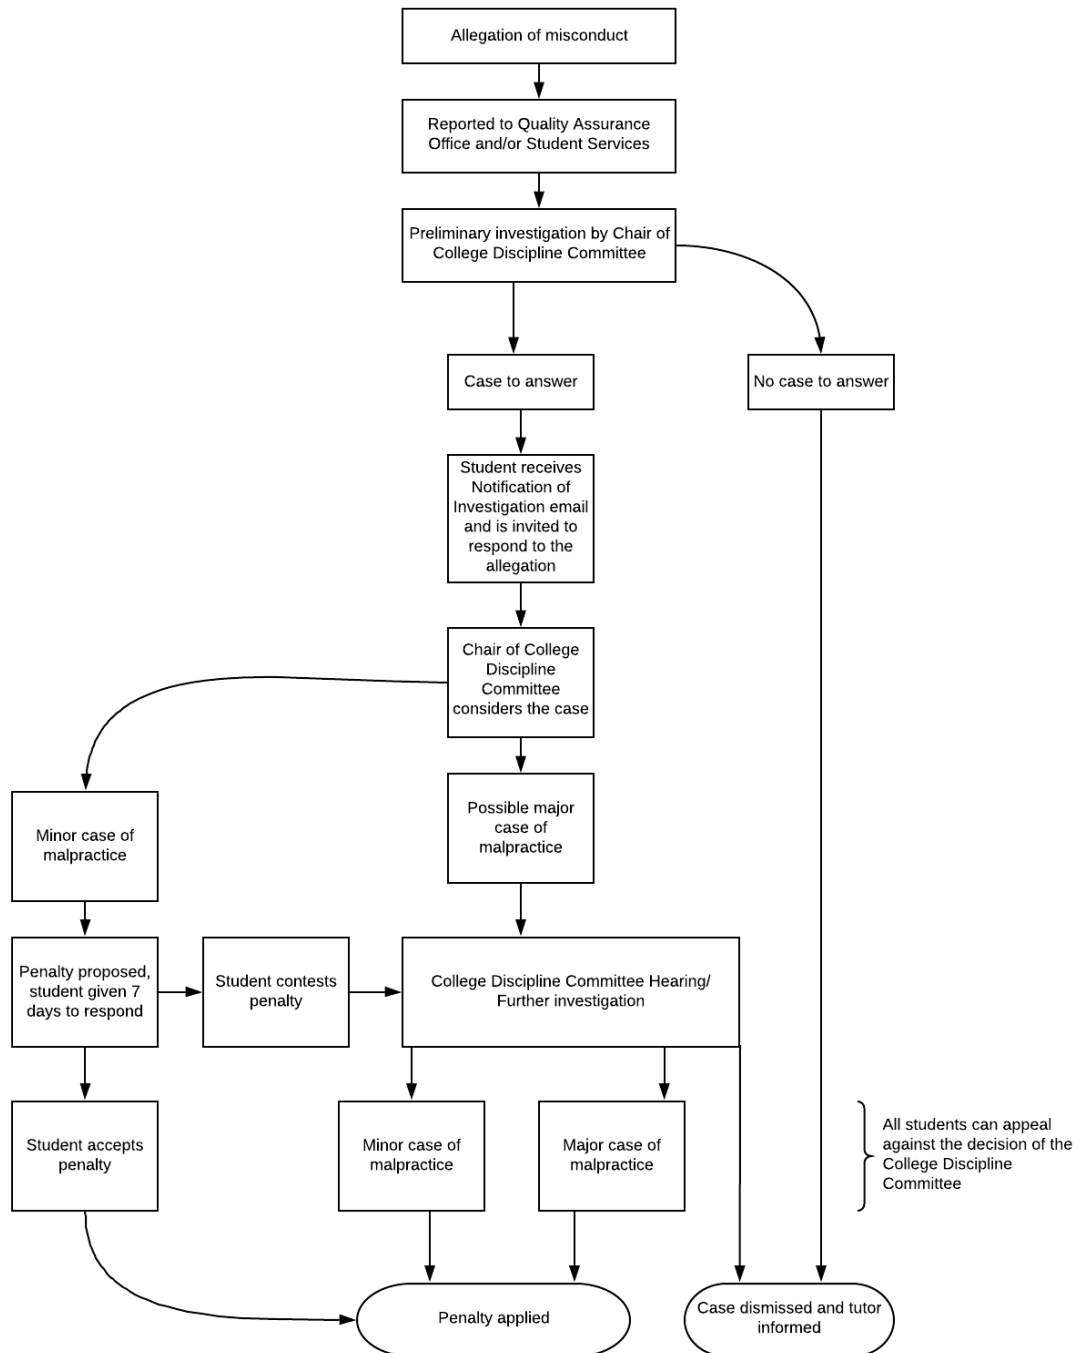 Allegation of misconduct
Reported to Quality Assurance
Office and/or Student Services
Preliminary investigation by Chair of
College Discipline Committee
Case to answer
No case to answer
Student receives
Notification of
Investigation email
and is invited to
respond to the
allegation
Chair of College
Discipline
Committee
considers the case
Minor case of
malpractice
Possible major
case of
malpractice
Penalty proposed,
student given 7
days to respond
Student contests
penalty
College Discipline Committee Hearing/
Further investigation
Student accepts
penalty
Minor case of
malpractice
Major case of
malpractice
All students can appeal
against the decision of the
College Discipline
Committee
Penalty applied
Case dismissed and tutor
informed